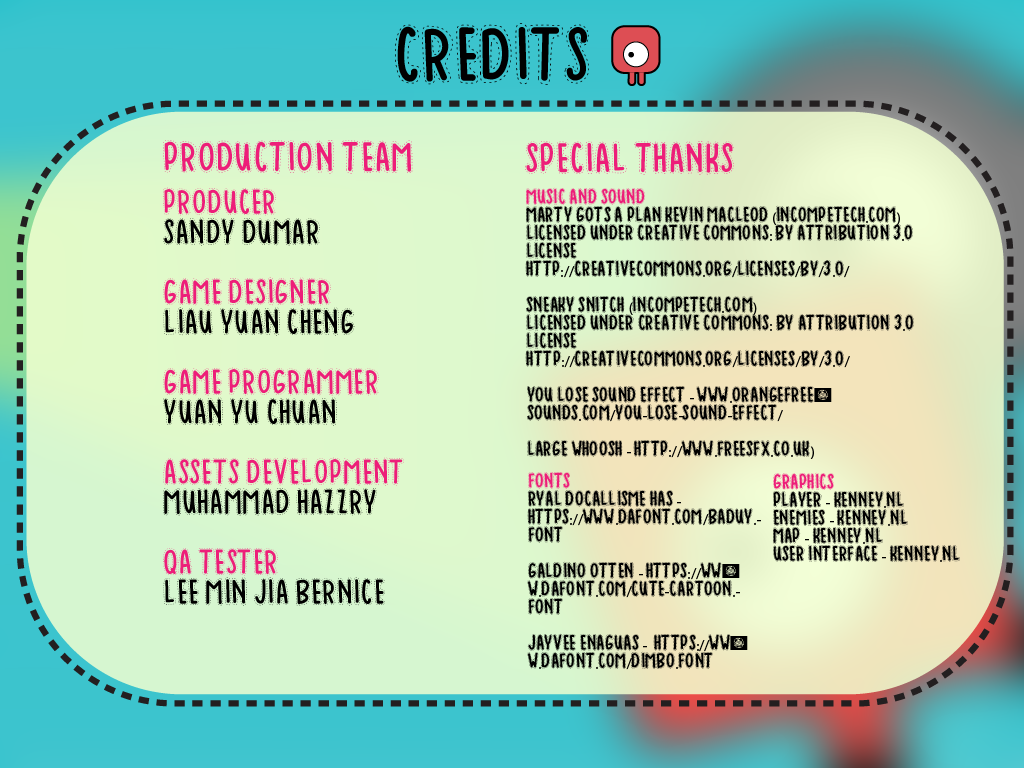 CREDITS
PRODUCTION TEAM
PRODUCER
SANDY DUMAR
GAME DESIGNER
LIAU YUAN CHENG
GAME PROGRAMMER
YUAN YU CHUAN
ASSETS DEVELOPMENT
MUHAMMAD HAZZRY
QA TESTER
LEE MIN JIA BERNICE
SPECIAL THANKS
MUSIC AND SOUND
MARTY GOTS A PLAN KEVIN MACLEOD (INCOMPETECH.COM)
LICENSED UNDER CREATIVE COMMONS: BY ATTRIBUTION 3.0
LICENSE
HTTP://CREATIVECOMMONS.ORG/LICENSES/BY/3.0/
SNEAKY SNITCH (INCOMPETECH.COM)
LICENSED UNDER CREATIVE COMMONS: BY ATTRIBUTION 3.0
LICENSE
HTTP://CREATIVECOMMONS.ORG/LICENSES/BY/3.0/
YOU LOSE SOUND EFFECT - WWW.ORANGEFREE
SOUNDS.COM/YOU-LOSE-SOUND-EFFECT/
LARGE WHOOSH - HTTP://WWW.FREESFX.CO.UK)
FONTS
RYAL DOCALLISME HAS -
HTTPS://WWW.DAFONT.COM/BADUY.-
FONT
GALDINO OTTEN - HTTPS://WW
W.DAFONT.COM/CUTE-CARTOON.-
FONT
JAYVEE ENAGUAS - HTTPS://WW
W.DAFONT.COM/DIMBO.FONT
GRAPHICS
PLAYER - KENNEY.NL
ENEMIES - KENNEY.NL
MAP - KENNEY.NL
USER INTERFACE - KENNEY.NL